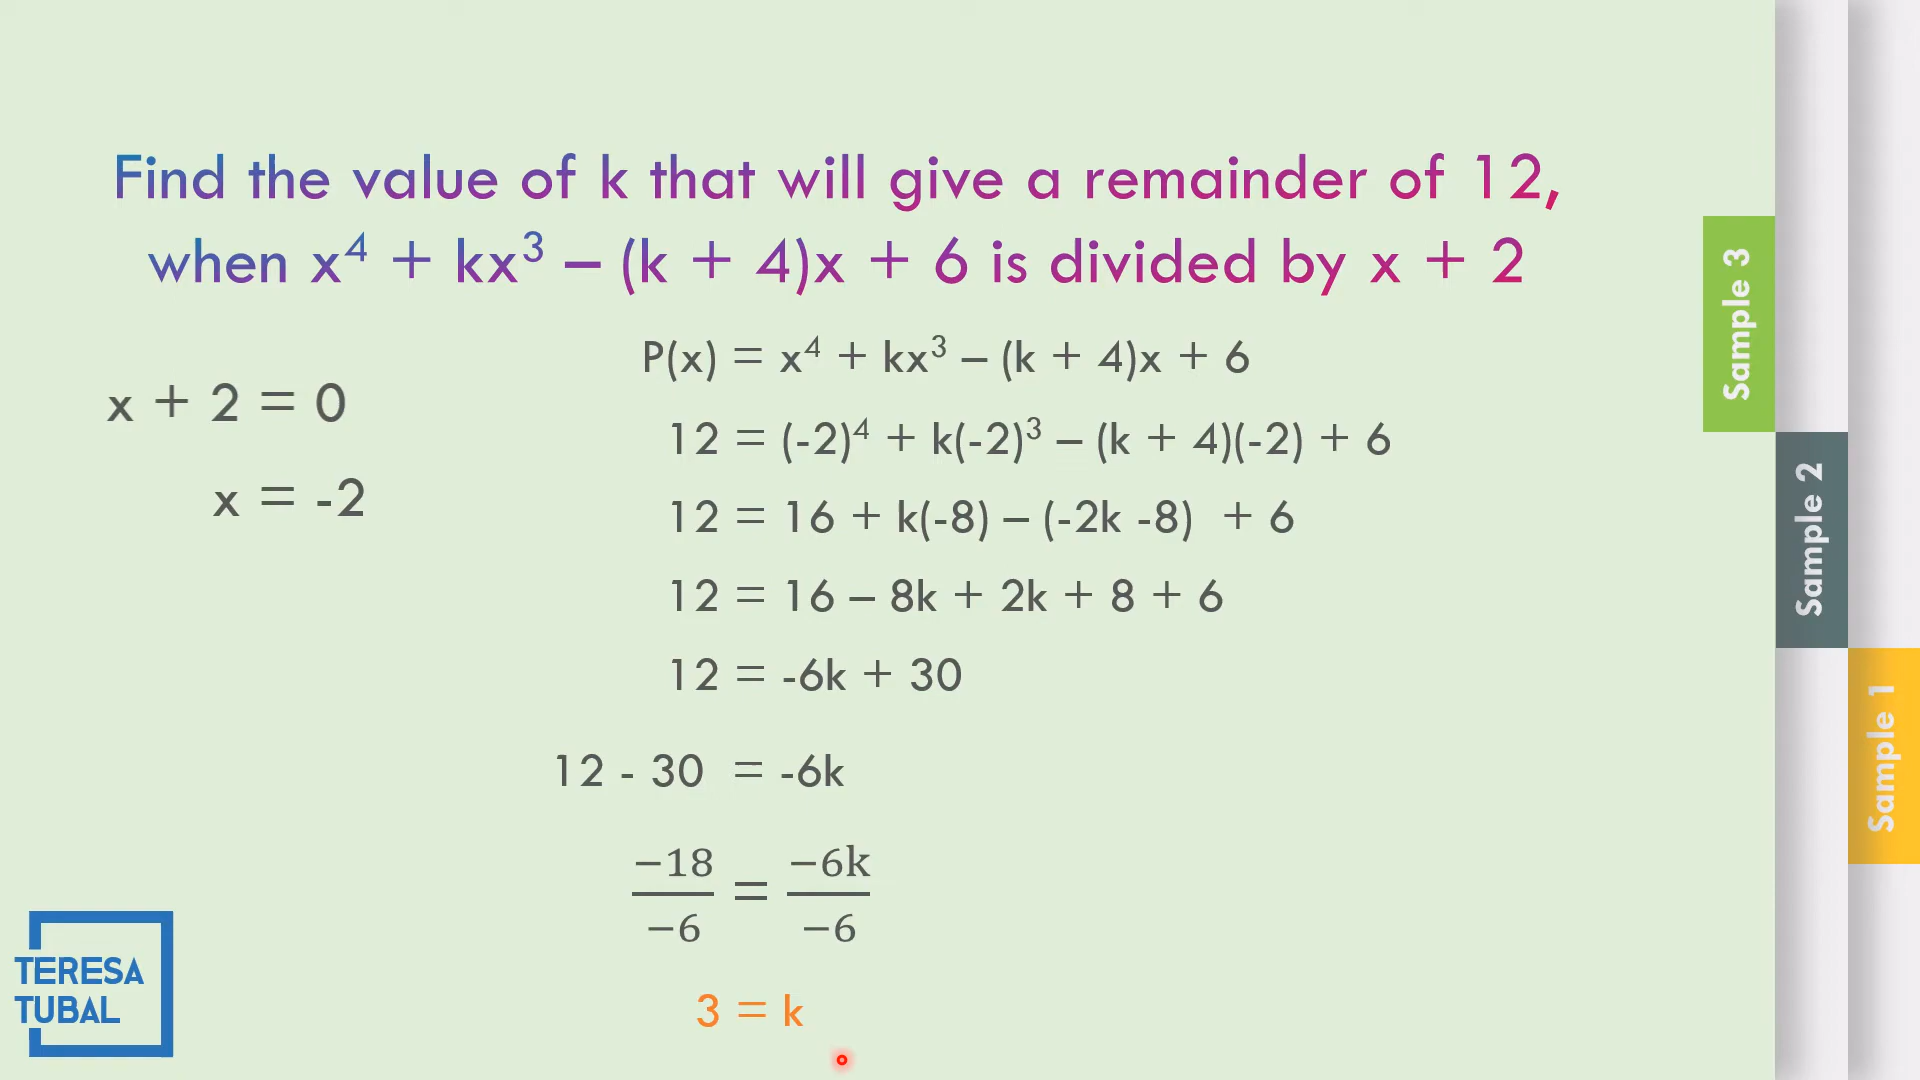 Find the value of k that will give a remainder of 12,
when x⁴ + kx³ – (k + 4)x + 6 is divided by x + 2
x + 2 = 0
x = -2
P(x) = x⁴ + kx³ – (k + 4)x + 6
12 = (-2)⁴ + k(-2)³ – (k + 4)(-2) + 6
12 = 16 + k(-8) – (-2k -8) + 6
12 = 16 – 8k + 2k + 8 + 6
12 = -6k + 30
12 - 30 = -6k
−18/−6 = −6k/−6
3 = k
Sample 3
Sample 2
Sample 1
TERESA
TUBAL